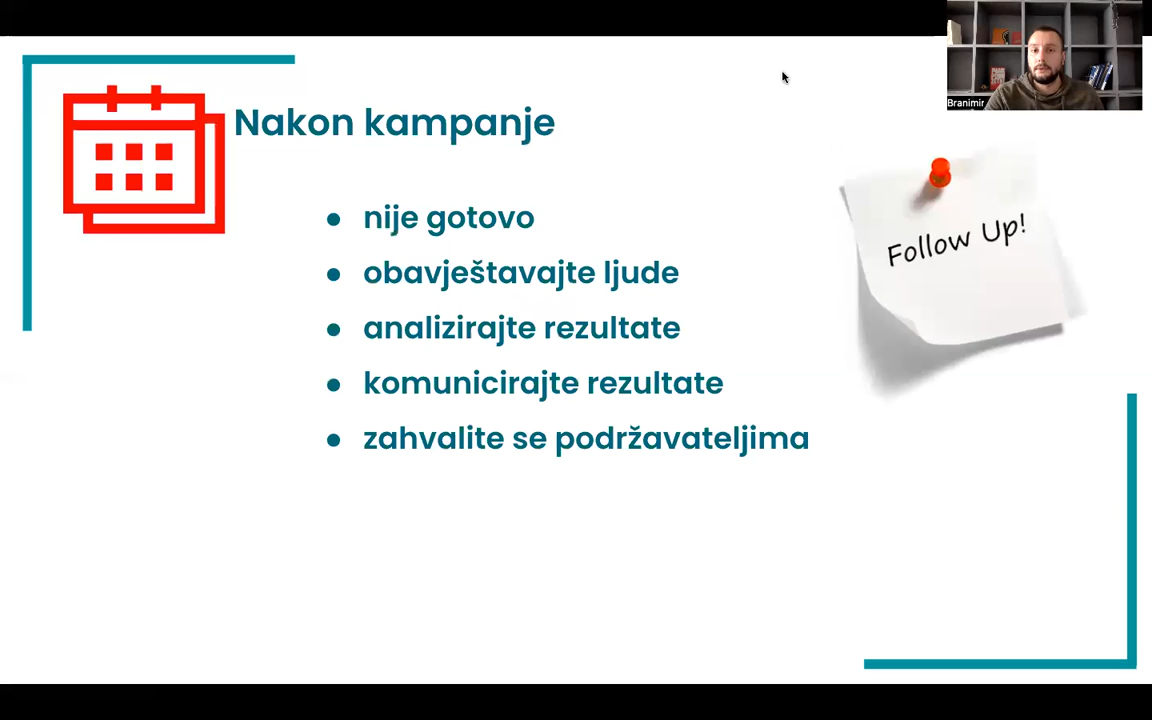 Branimir
Nakon kampanje
● nije gotovo
● obavještavajte ljude
● analizirajte rezultate
● komunicirajte rezultate
● zahvalite se podržavateljima
Follow Up!